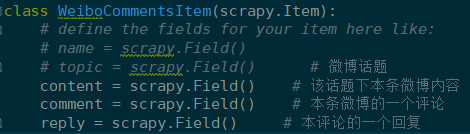 class WeiboCommentsItem(scrapy.Item):
# define the fields for your item here like:
# name = scrapy.Field()
# topic = scrapy.Field() # 微博话题
content = scrapy.Field() # 该话题下本条微博内容
comment = scrapy.Field() # 本条微博的一个评论
reply = scrapy.Field() # 本评论的一个回复